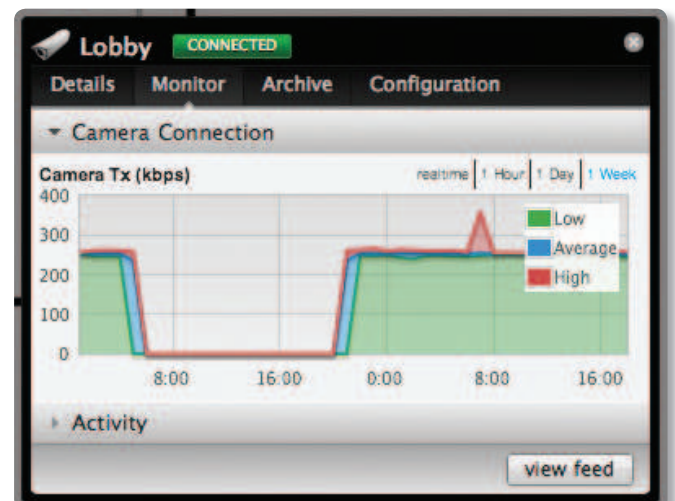 Lobby CONNECTED
Details Monitor Archive Configuration
Camera Connection
Camera Tx (kbps) realtime 1 Hour 1 Day 1 Week
400
300
200
100
0
Low
Average
High
8:00 16:00 0:00 8:00 16:00
Activity
view feed